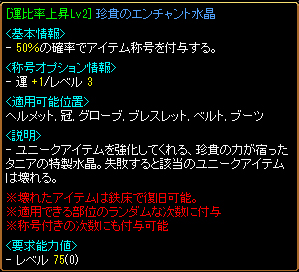 [運比率上昇Lv2] 珍貴のエンチャント水晶
<基本情報>
- 50%の確率でアイテム称号を付与する。
<称号オプション情報>
- 運 +1/レベル 3
<適用可能位置>
ヘルメット, 冠, グローブ, ブレスレット, ベルト, ブーツ
<説明>
- ユニークアイテムを強化してくれる、珍貴の力が宿った
タニアの特製水晶。失敗すると該当のユニークアイテム
は壊れる。
※壊れたアイテムは鉄床で復旧可能。
※適用できる部位のランダムな次数に付与
※称号付きの次数にも付与可能
<要求能力値>
- レベル 75(0)